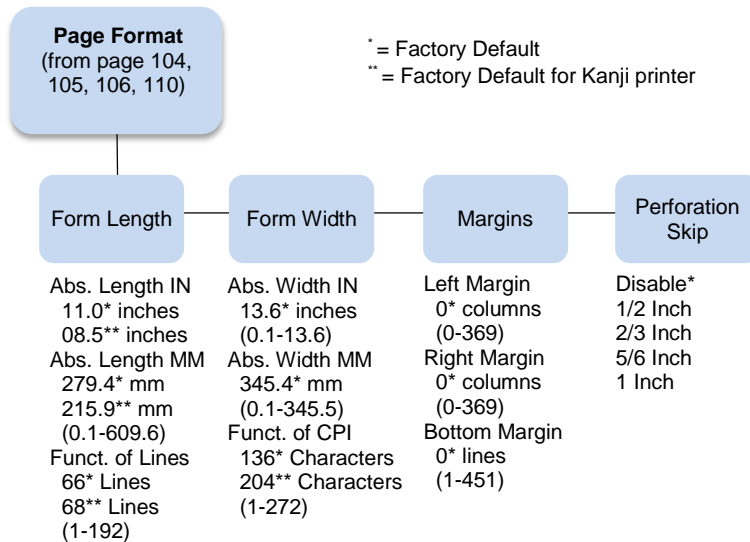 Page Format
(from page 104,
105, 106, 110)
* = Factory Default
** = Factory Default for Kanji printer
Form Length
Form Width
Margins
Perforation
Skip
Abs. Length IN
11.0* inches
08.5** inches
Abs. Length MM
279.4* mm
215.9** mm
(0.1-609.6)
Funct. of Lines
66* Lines
68** Lines
(1-192)
Abs. Width IN
13.6* inches
(0.1-13.6)
Abs. Width MM
345.4* mm
(0.1-345.5)
Funct. of CPI
136* Characters
204** Characters
(1-272)
Left Margin
0* columns
(0-369)
Right Margin
0* columns
(0-369)
Bottom Margin
0* lines
(1-451)
Disable*
1/2 Inch
2/3 Inch
5/6 Inch
1 Inch